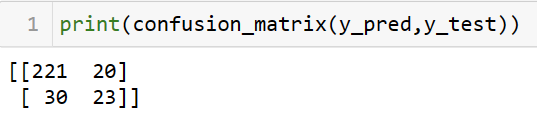 1 print(confusion_matrix(y_pred,y_test))
[[221 20]
[ 30 23]]